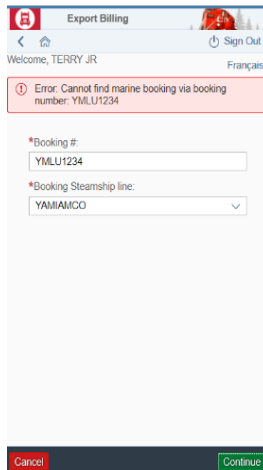 Export Billing
Sign Out
Welcome, TERRY JR
Français
Error: Cannot find marine booking via booking
number: YMLU1234
*Booking #:
YMLU1234
*Booking Steamship line:
YAMIAMCO
Cancel
Continue